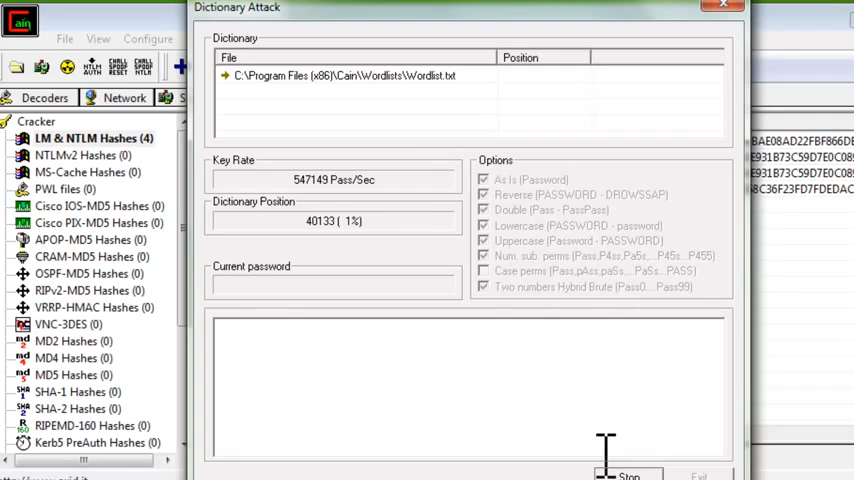 Dictionary Attack
Cain
File View Configure
NTLM AUTH
CHALL SPOOF RESET
CHALL SPOOF NTLM
Decoders Network S
Cracker
LM & NTLM Hashes (4)
NTLMv2 Hashes (0)
MS-Cache Hashes (0)
PWL files (0)
Cisco IOS-MD5 Hashes (0)
Cisco PIX-MD5 Hashes (0)
APOP-MD5 Hashes (0)
CRAM-MD5 Hashes (0)
OSPF-MD5 Hashes (0)
RIPv2-MD5 Hashes (0)
VRRP-HMAC Hashes (0)
VNC-3DES (0)
MD2 Hashes (0)
MD4 Hashes (0)
MD5 Hashes (0)
SHA-1 Hashes (0)
SHA-2 Hashes (0)
RIPEMD-160 Hashes (0)
Kerb5 PreAuth Hashes (0)
Dictionary
File Position
C:\Program Files (x86)\Cain\Wordlists\Wordlist.txt
Key Rate
547149 Pass/Sec
Dictionary Position
40133 ( 1%)
Current password
Options
As Is (Password)
Reverse (PASSWORD - DROWSSAP)
Double (Pass - PassPass)
Lowercase (PASSWORD - password)
Uppercase (Password - PASSWORD)
Num. sub. perms (Pass,P4ss,Pa5s,...P45s...P455)
Case perms (Pass,pAss,paSs,...PaSs...PASS)
Two numbers Hybrid Brute (Pass0....Pass99)
Stop Exit
BAE08AD22FBF866DE
E931B73C59D7E0C089
E931B73C59D7E0C089
58C36F23FD7FDEDAC